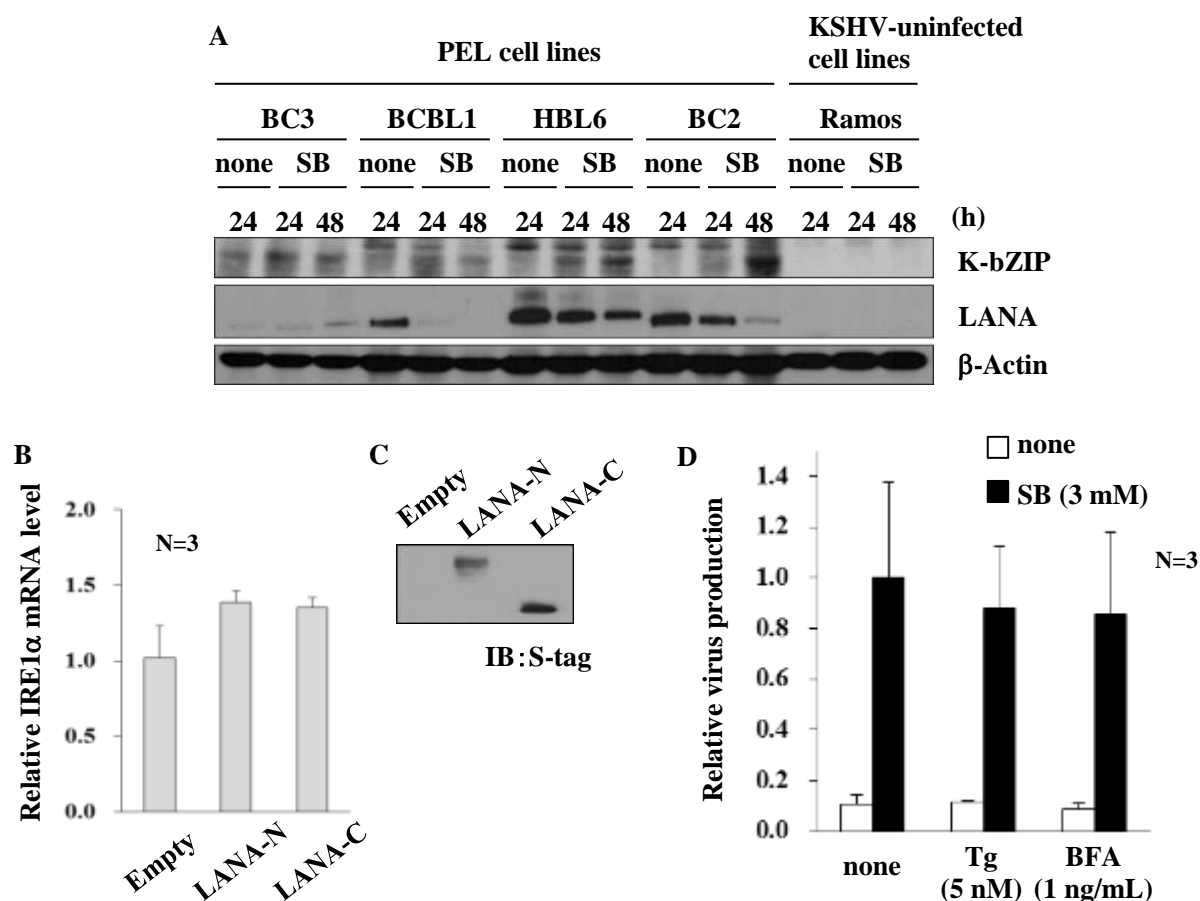 A
PEL cell lines
KSHV-uninfected
cell lines
BC3 BCBL1 HBL6 BC2 Ramos
none SB none SB none SB none SB none SB
24 24 48 24 24 48 24 24 48 24 24 48 24 24 48 (h)
K-bZIP
LANA
β-Actin
B
Relative IRE1α mRNA level
2.0
1.5
1.0
0.5
0.0
N=3
Empty LANA-N LANA-C
C
Empty LANA-N LANA-C
IB:S-tag
D
none
SB (3 mM)
Relative virus production
1.4
1.2
1.0
0.8
0.6
0.4
0.2
0.0
N=3
none Tg BFA
(5 nM) (1 ng/mL)